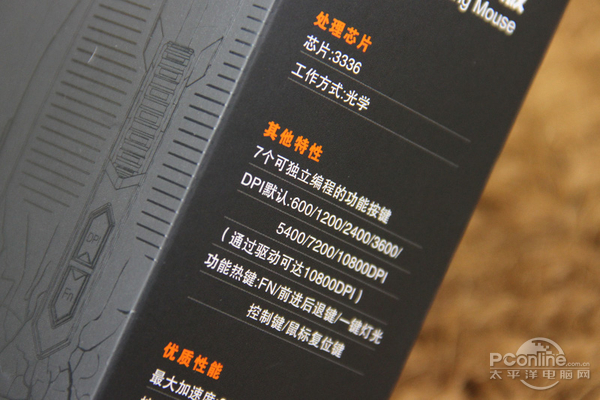 ng Mouse
处理芯片
芯片:3336
工作方式:光学
其他特性
7个可独立编程的功能按键
DPI默认:600/1200/2400/3600/
5400/7200/10800DPI
(通过驱动可达10800DPI)
功能热键:FN/前进后退键/一键灯光
控制键/鼠标复位键
优质性能
最大加速度:
PConline.com.cn
太平洋电脑网